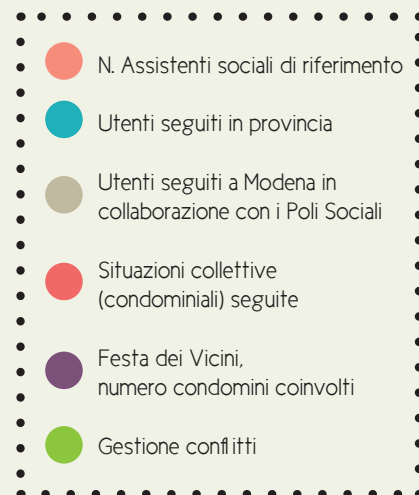 N. Assistenti sociali di riferimento
Utenti seguiti in provincia
Utenti seguiti a Modena in
collaborazione con i Poli Sociali
Situazioni collettive
(condominiali) seguite
Festa dei Vicini,
numero condomini coinvolti
Gestione conflitti